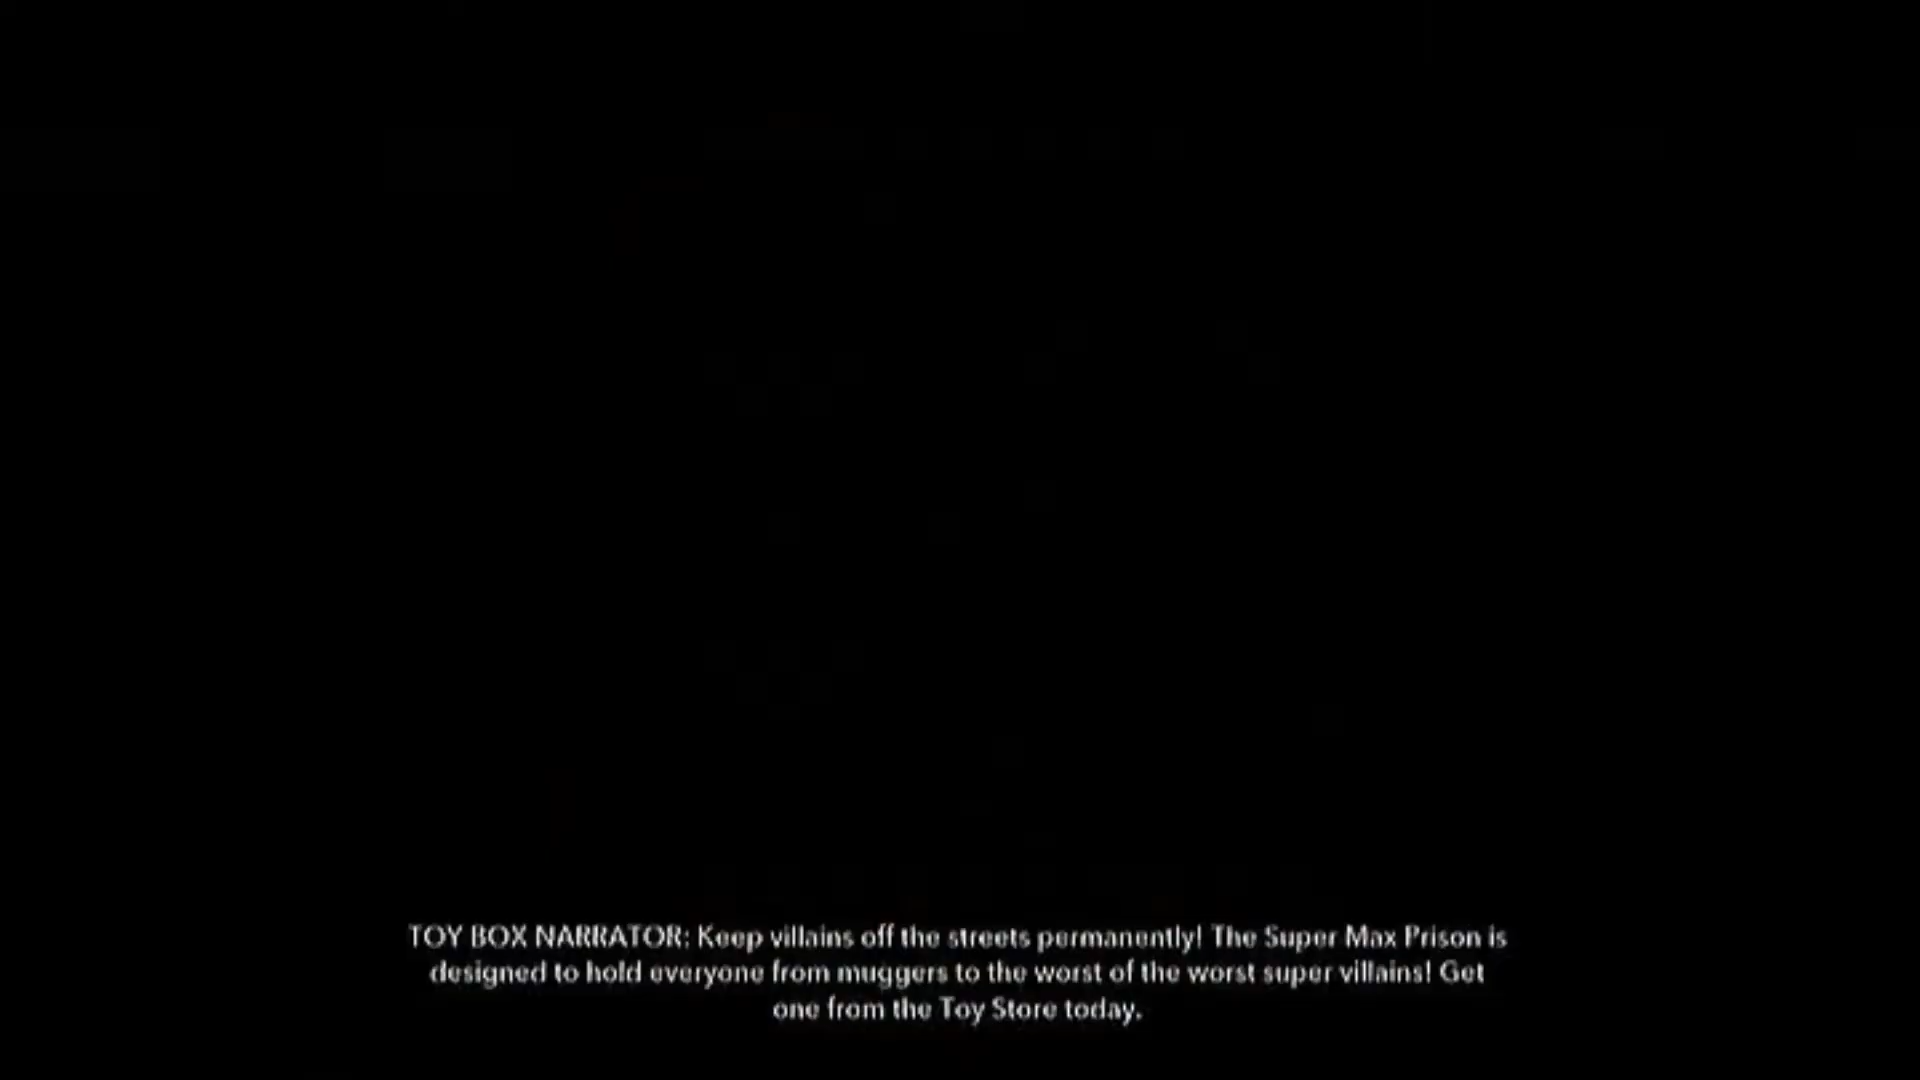 TOY BOX NARRATOR: Keep villains off the streets permanently! The Super Max Prison is
designed to hold everyone from muggers to the worst of the worst super villains! Get
one from the Toy Store today.